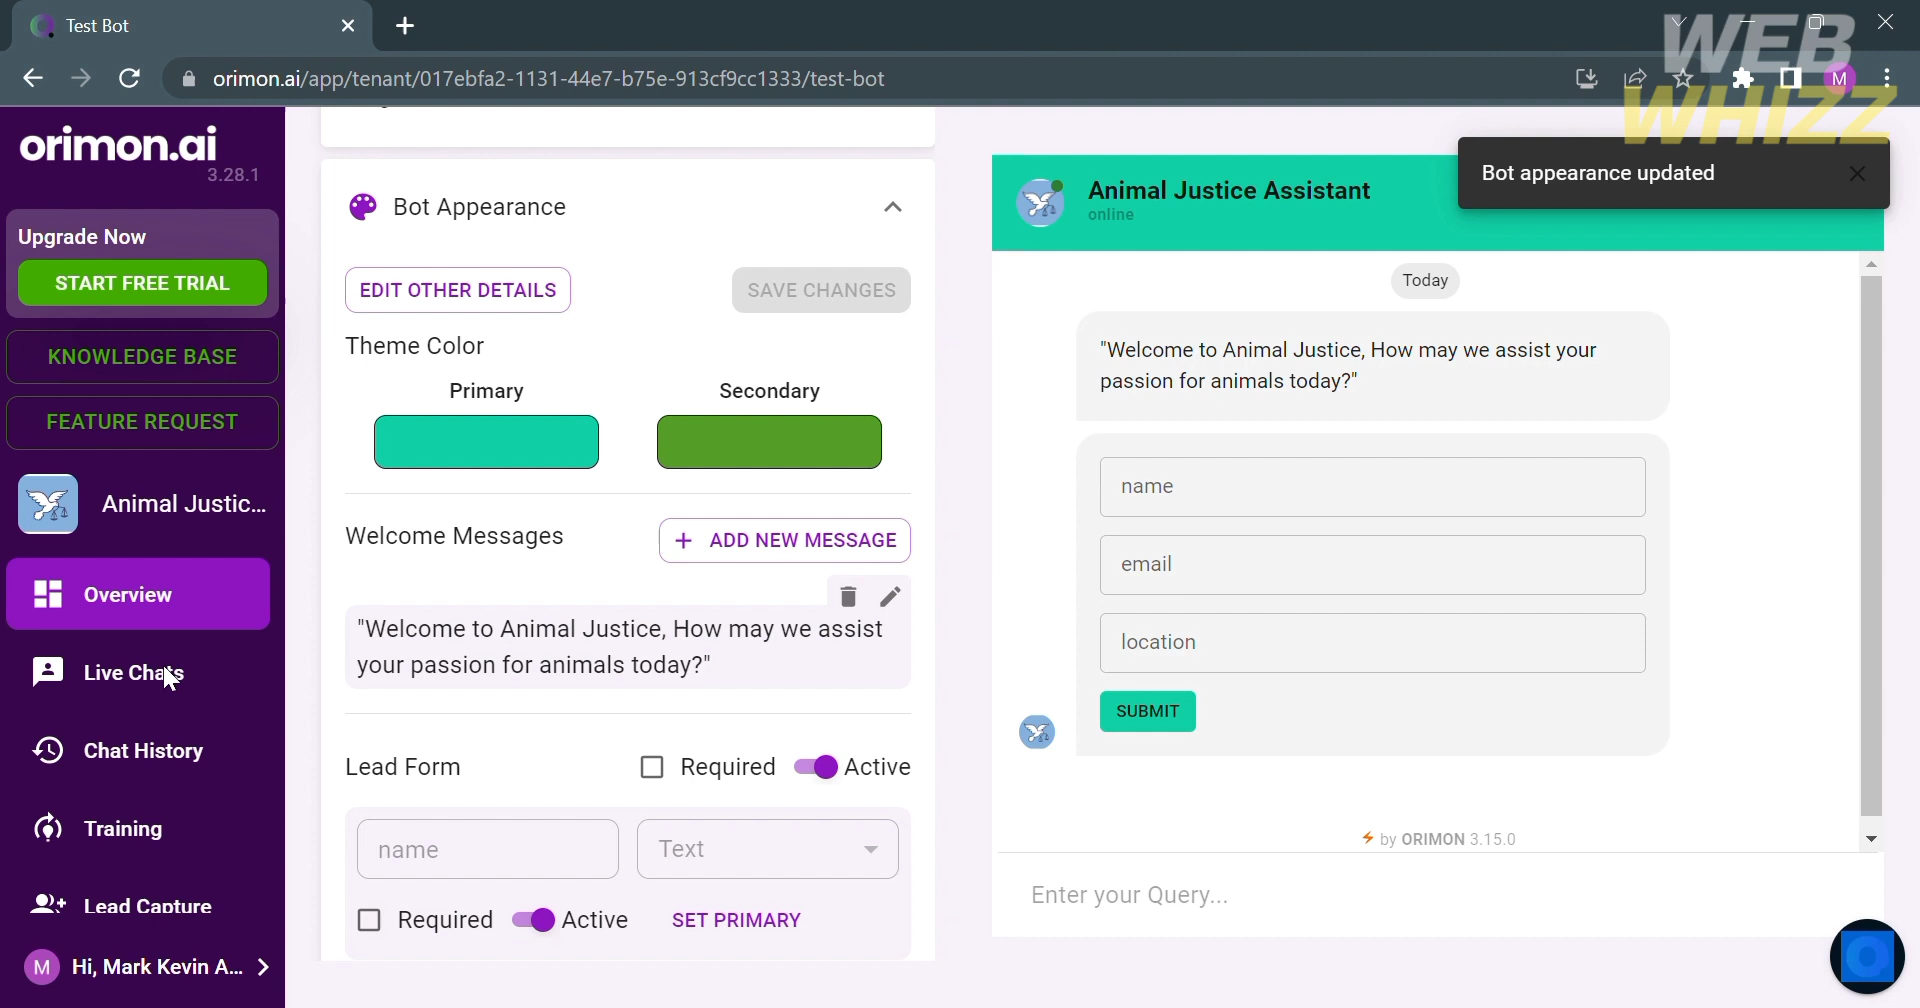 Test Bot
orimon.ai/app/tenant/017ebfa2-1131-44e7-b75e-913cf9cc1333/test-bot
M
WEB
WHIZZ
orimon.ai
3.28.1
Upgrade Now
START FREE TRIAL
KNOWLEDGE BASE
FEATURE REQUEST
Animal Justic...
Overview
Live Chats
Chat History
Training
Lead Capture
M
Hi, Mark Kevin A...
Bot Appearance
EDIT OTHER DETAILS
SAVE CHANGES
Theme Color
Primary
Secondary
Welcome Messages
+ ADD NEW MESSAGE
"Welcome to Animal Justice, How may we assist
your passion for animals today?"
Lead Form
Required
Active
name
Text
Required
Active
SET PRIMARY
Animal Justice Assistant
online
Bot appearance updated
Today
"Welcome to Animal Justice, How may we assist your
passion for animals today?"
name
email
location
SUBMIT
by ORIMON 3.15.0
Enter your Query...